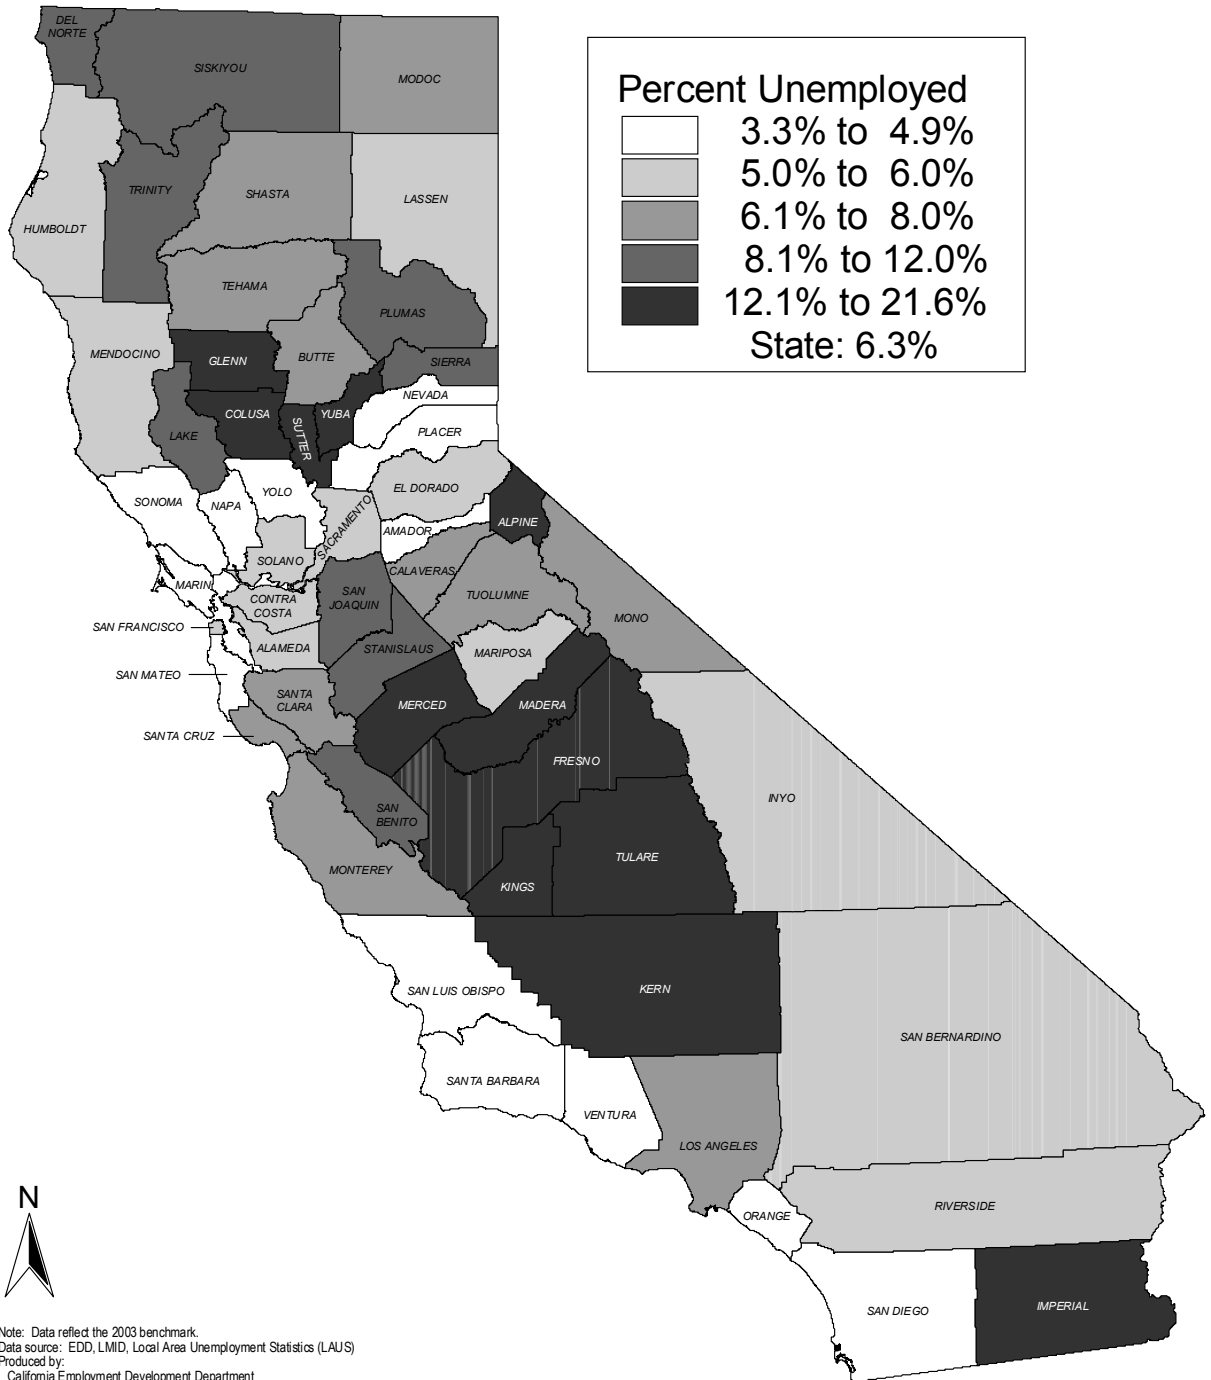 DEL
NORTE
SISKIYOU
MODOC
Percent Unemployed
3.3% to 4.9%
5.0% to 6.0%
6.1% to 8.0%
8.1% to 12.0%
12.1% to 21.6%
State: 6.3%
TRINITY
SHASTA
LASSEN
HUMBOLDT
TEHAMA
PLUMAS
MENDOCINO
GLENN
BUTTE
SIERRA
NEVADA
COLUSA
SUTTER
YUBA
PLACER
LAKE
EL DORADO
SONOMA
NAPA
YOLO
SACRAMENTO
AMADOR
ALPINE
SOLANO
CALAVERAS
MARIN
CONTRA
COSTA
SAN
JOAQUIN
TUOLUMNE
MONO
SAN FRANCISCO
ALAMEDA
STANISLAUS
MARIPOSA
SAN MATEO
SANTA
CLARA
MERCED
MADERA
SANTA CRUZ
FRESNO
INYO
SAN
BENITO
TULARE
MONTEREY
KINGS
SAN LUIS OBISPO
KERN
SAN BERNARDINO
SANTA BARBARA
VENTURA
LOS ANGELES
N
RIVERSIDE
ORANGE
SAN DIEGO
IMPERIAL
Note: Data reflect the 2003 benchmark.
Data source: EDD, LMID, Local Area Unemployment Statistics (LAUS)
Produced by:
California Employment Development Department